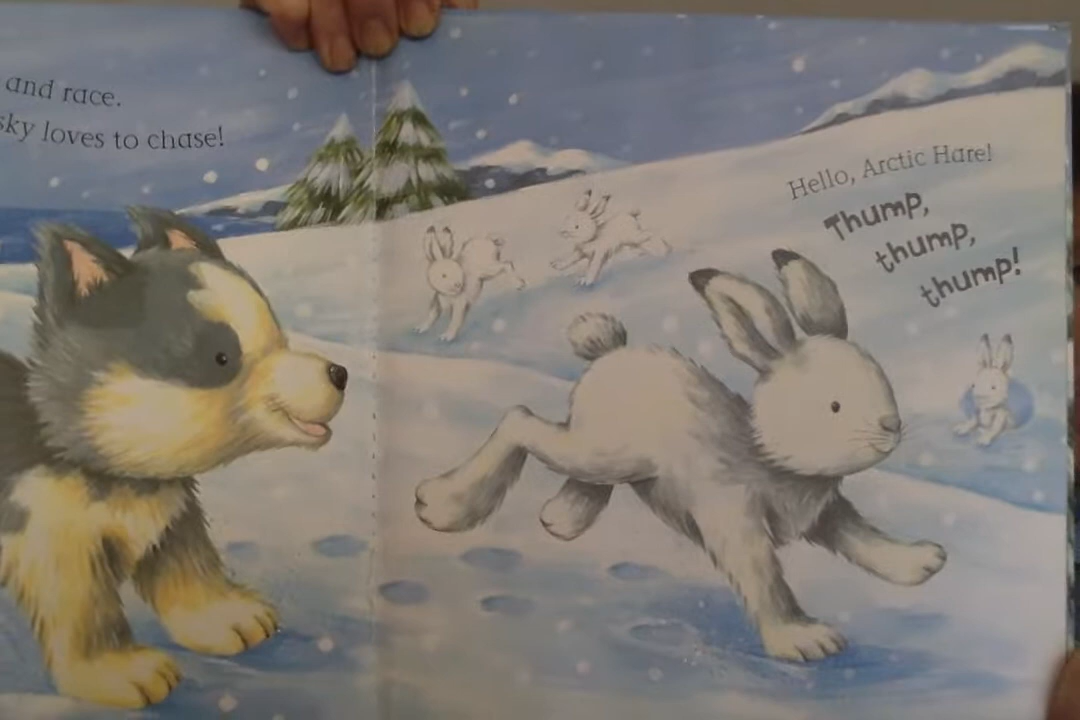 and race.
sky loves to chase!
Hello, Arctic Hare!
Thump,
thump,
thump!